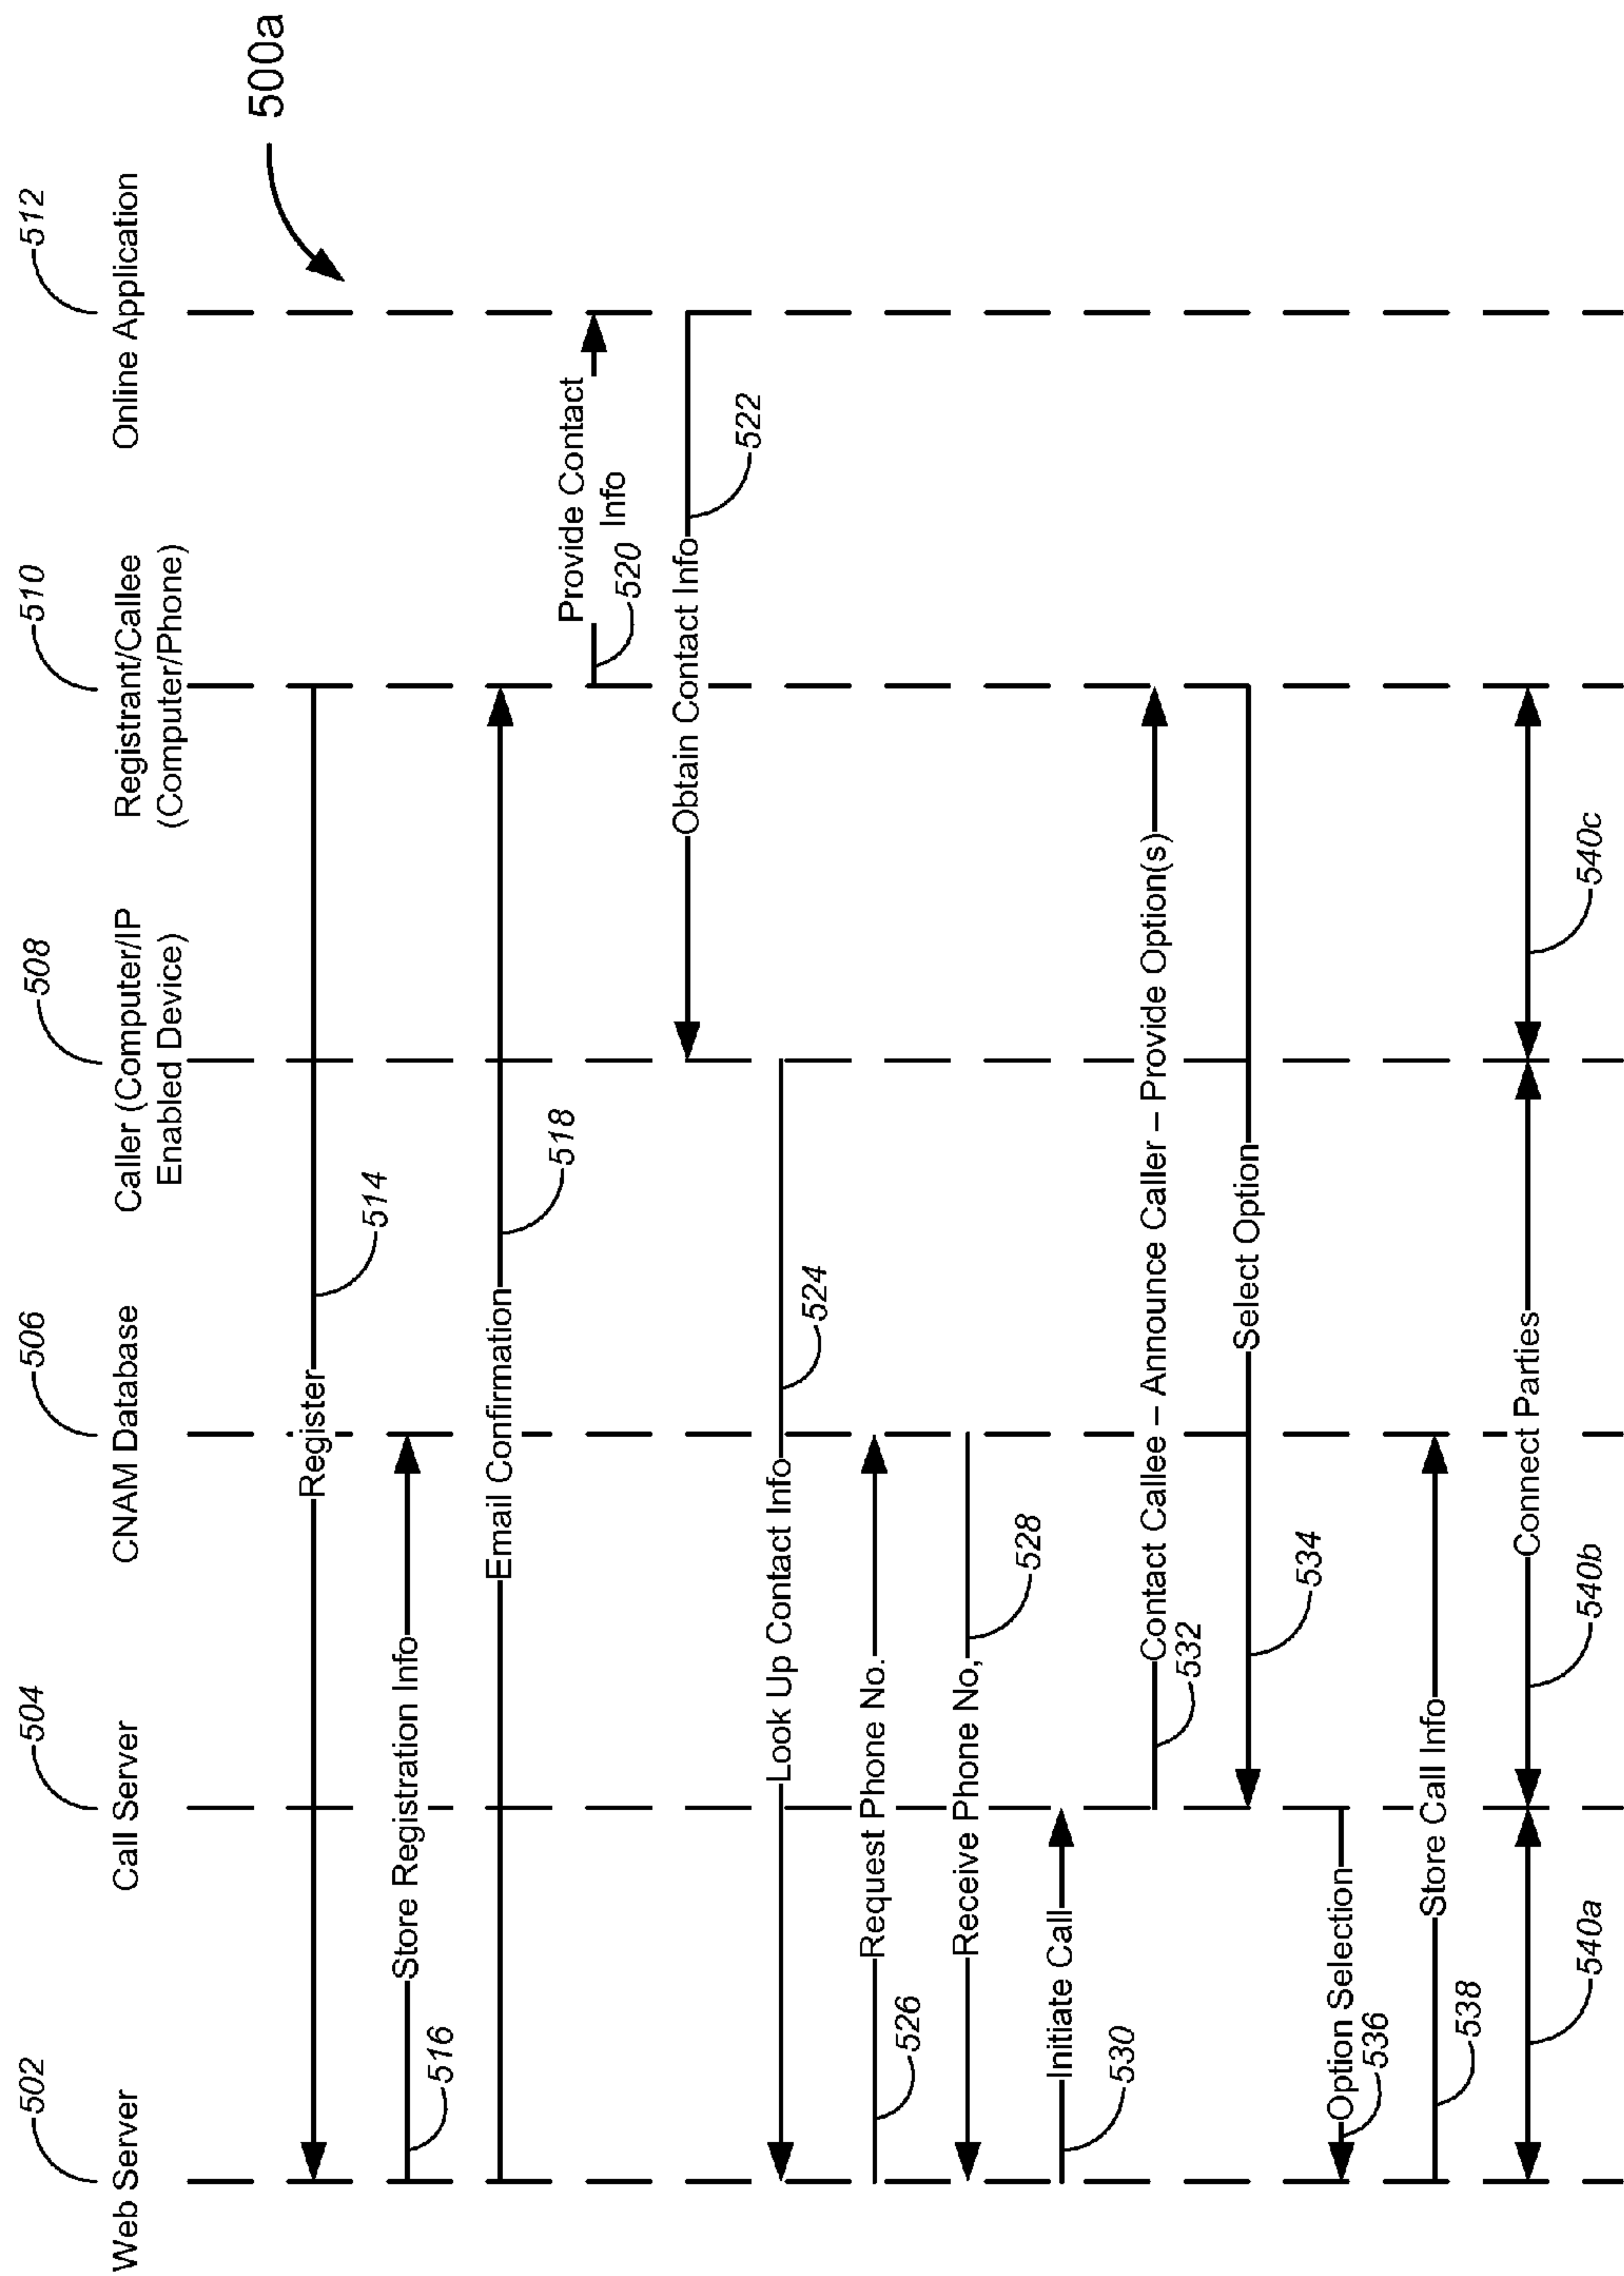 502
504
506
508
510
512
Web Server
Call Server
CNAM Database
Caller (Computer/IP
Enabled Device)
Registrant/Callee
(Computer/Phone)
Online Application
500a
Register
514
Store Registration Info
516
Email Confirmation
518
Provide Contact
Info
520
Obtain Contact Info
522
Look Up Contact Info
524
Request Phone No.
526
Receive Phone No,
528
Initiate Call
530
Contact Callee – Announce Caller – Provide Option(s)
532
Select Option
534
Option Selection
536
Store Call Info
538
Connect Parties
540a
540b
540c